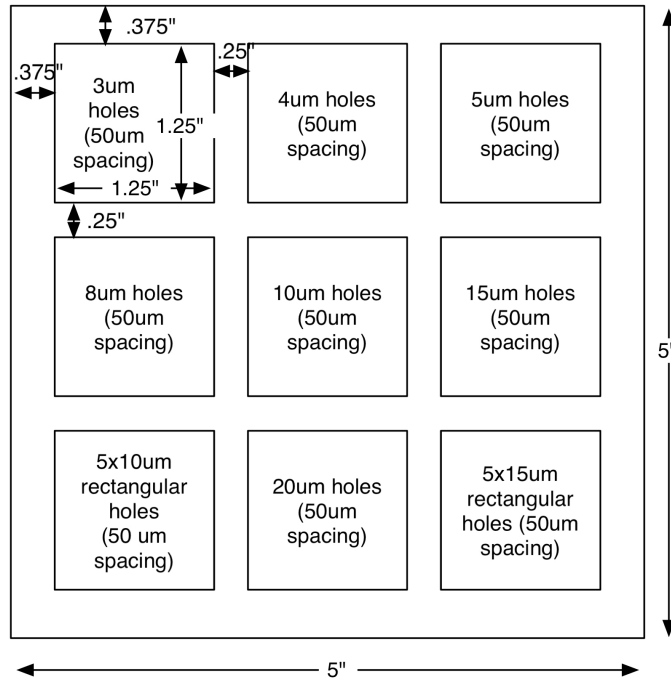 .375"
.25"
.375"
3um
holes
(50um
spacing)
1.25"
1.25"
4um holes
(50um
spacing)
5um holes
(50um
spacing)
.25"
8um holes
(50um
spacing)
10um holes
(50um
spacing)
15um holes
(50um
spacing)
5"
5x10um
rectangular
holes
(50 um
spacing)
20um holes
(50um
spacing)
5x15um
rectangular
holes (50um
spacing)
5"